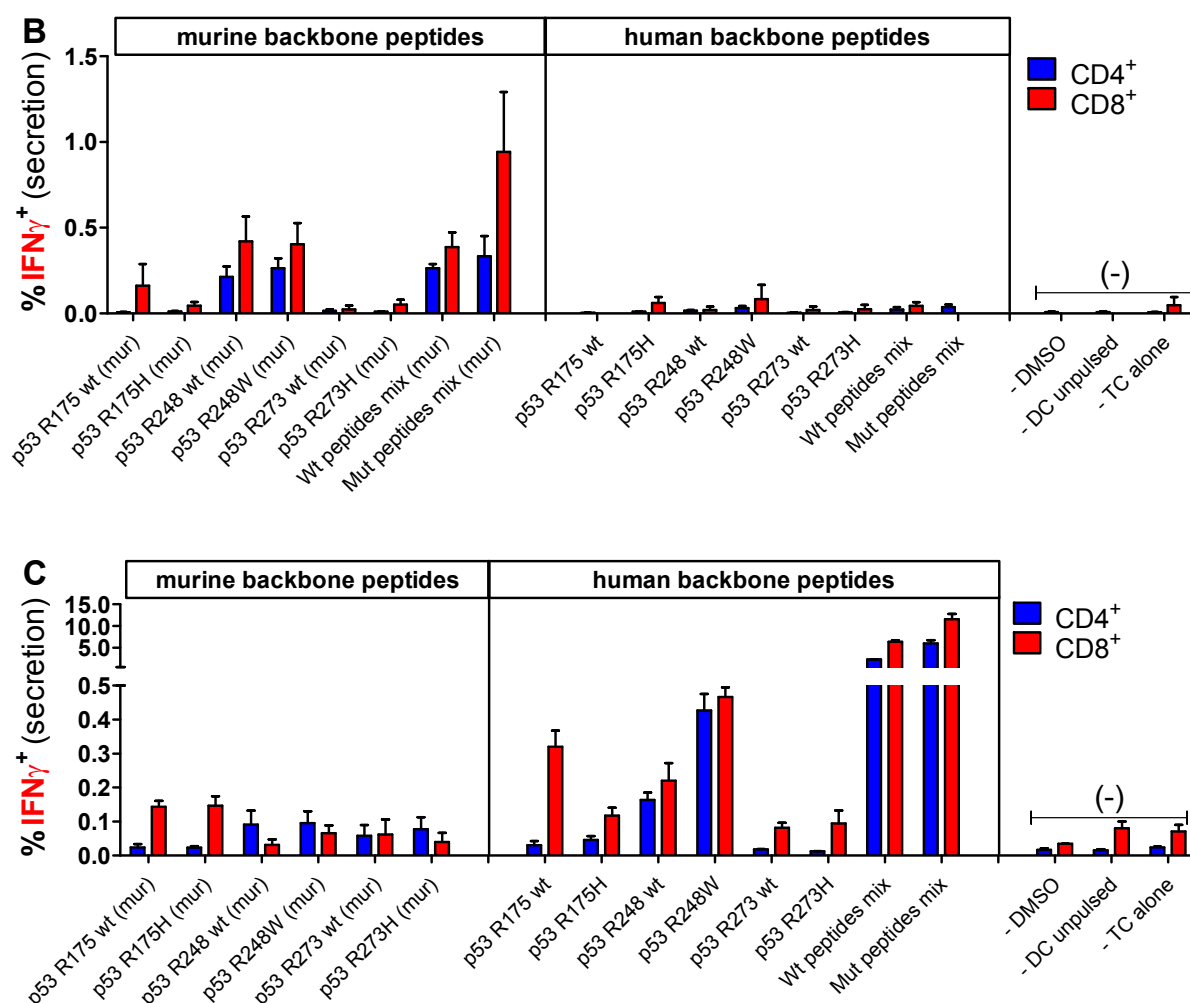 B
murine backbone peptides
human backbone peptides
CD4+
CD8+
% IFNγ+ (secretion)
1.5
1.0
0.5
0.0
(-)
p53 R175 wt (mur)
p53 R175H (mur)
p53 R248 wt (mur)
p53 R248W (mur)
p53 R273 wt (mur)
p53 R273H (mur)
Wt peptides mix (mur)
Mut peptides mix (mur)
p53 R175 wt
p53 R175H
p53 R248 wt
p53 R248W
p53 R273 wt
p53 R273H
Wt peptides mix
Mut peptides mix
- DMSO
- DC unpulsed
- TC alone
C
murine backbone peptides
human backbone peptides
CD4+
CD8+
% IFNγ+ (secretion)
15.0
10.0
5.0
0.5
0.4
0.3
0.2
0.1
0.0
(-)
p53 R175 wt (mur)
p53 R175H (mur)
p53 R248 wt (mur)
p53 R248W (mur)
p53 R273 wt (mur)
p53 R273H (mur)
p53 R175 wt
p53 R175H
p53 R248 wt
p53 R248W
p53 R273 wt
p53 R273H
Wt peptides mix
Mut peptides mix
- DMSO
- DC unpulsed
- TC alone